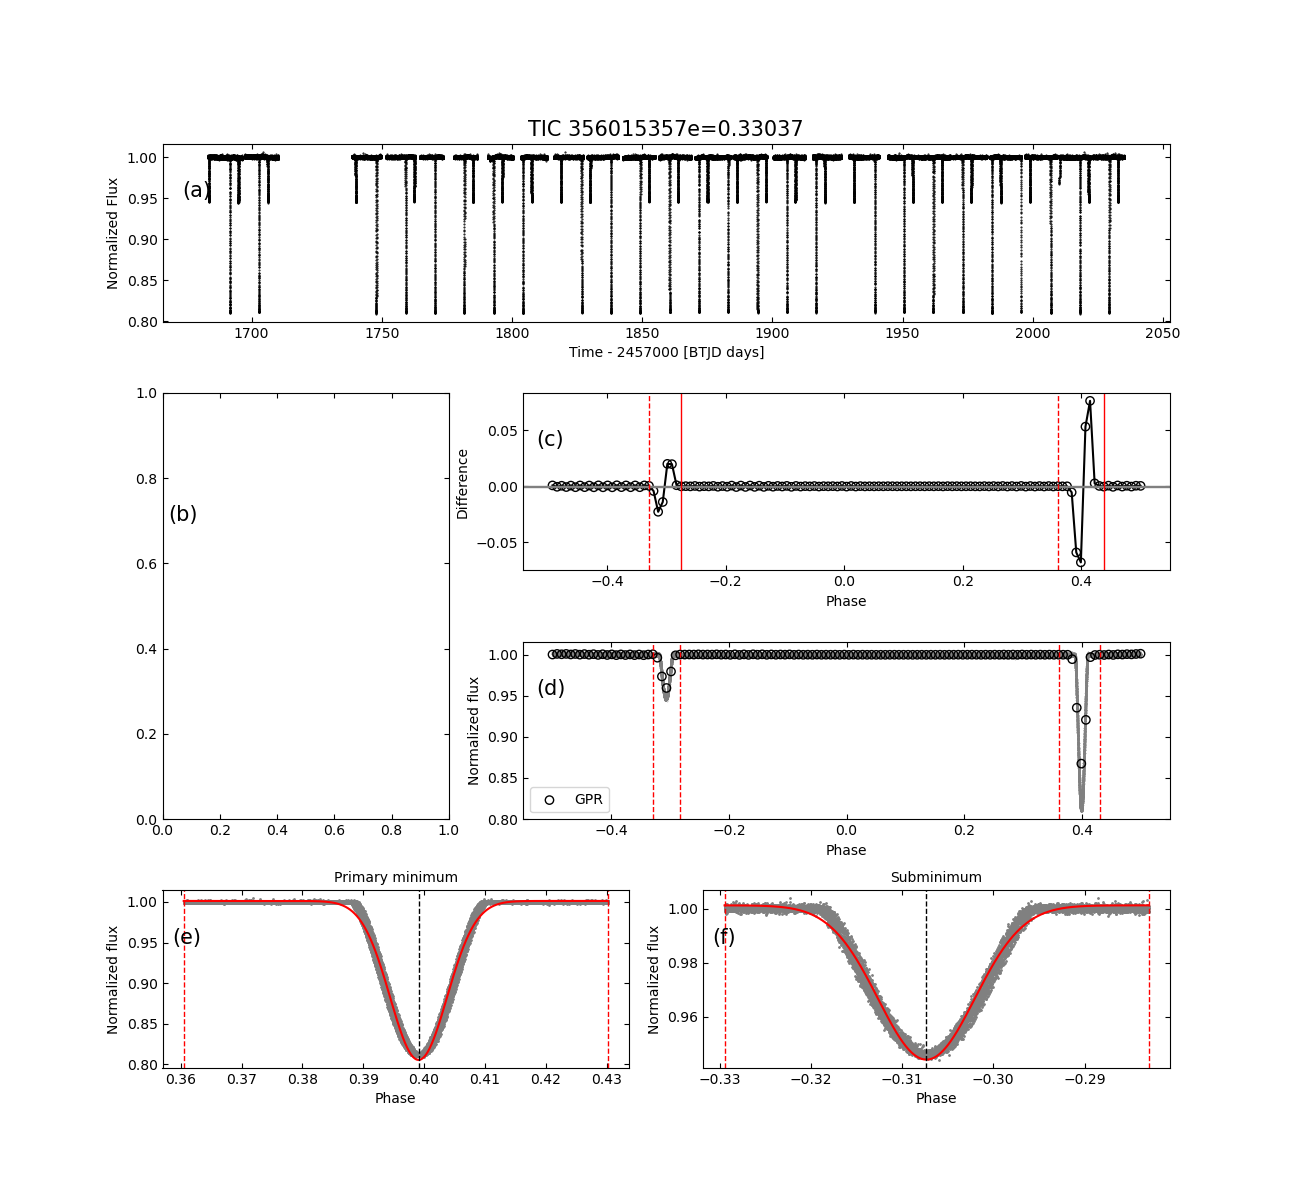 TIC 356015357e=0.33037
1.00
0.95
0.90
0.85
0.80
Normalized Flux
(a)
1700 1750 1800 1850 1900 1950 2000 2050
Time - 2457000 [BTJD days]
1.0
0.8
0.6
0.4
0.2
0.0
(b)
0.0 0.2 0.4 0.6 0.8 1.0
0.05
0.00
−0.05
Difference
(c)
−0.4 −0.2 0.0 0.2 0.4
Phase
1.00
0.95
0.90
0.85
0.80
Normalized flux
(d)
GPR
−0.4 −0.2 0.0 0.2 0.4
Phase
Primary minimum
1.00
0.95
0.90
0.85
0.80
Normalized flux
(e)
0.36 0.37 0.38 0.39 0.40 0.41 0.42 0.43
Phase
Subminimum
1.00
0.98
0.96
Normalized flux
(f)
−0.33 −0.32 −0.31 −0.30 −0.29
Phase